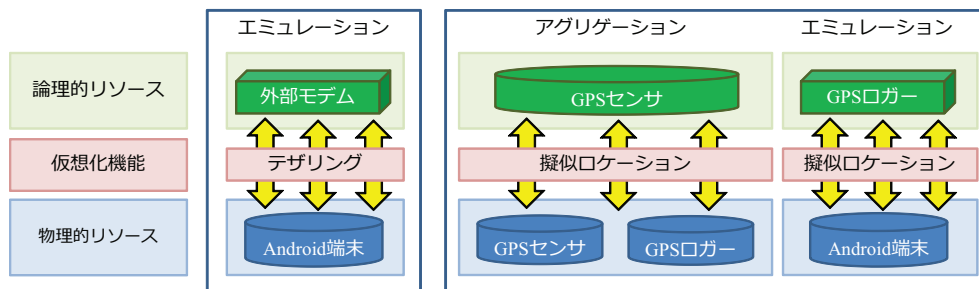 エミュレーション
アグリゲーション
エミュレーション
論理的リソース
外部モデム
GPSセンサ
GPSロガー
仮想化機能
テザリング
擬似ロケーション
擬似ロケーション
物理的リソース
Android端末
GPSセンサ
GPSロガー
Android端末